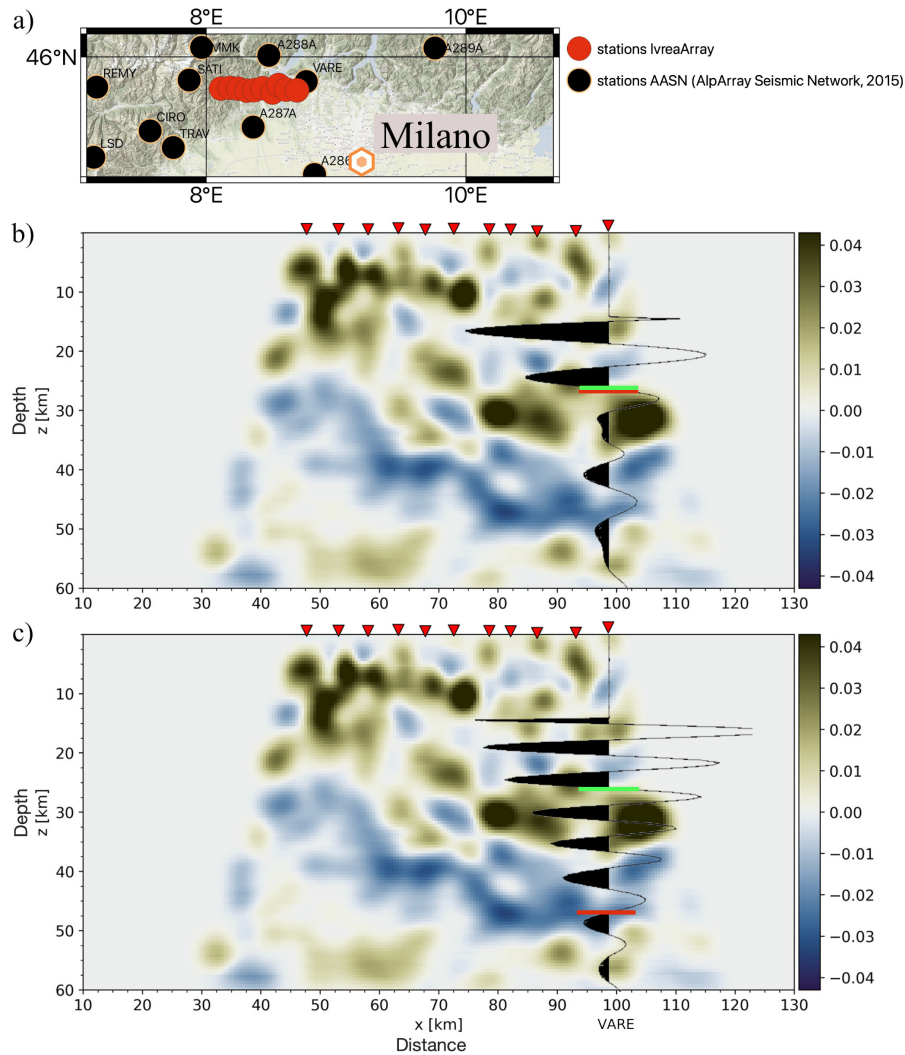 a)
8°E
10°E
46°N
MMK
A288A
A289A
REMY
SATI
VARE
CIRO
A287A
LSD
TRAV
A286
Milano
8°E
10°E
stations IvreaArray
stations AASN (AlpArray Seismic Network, 2015)
b)
10
20
30
40
50
60
Depth
z [km]
10 20 30 40 50 60 70 80 90 100 110 120 130
0.04
0.03
0.02
0.01
0.00
−0.01
−0.02
−0.03
−0.04
c)
10
20
30
40
50
60
Depth
z [km]
10 20 30 40 50 60 70 80 90 100 110 120 130
x [km]
VARE
Distance
0.04
0.03
0.02
0.01
0.00
−0.01
−0.02
−0.03
−0.04